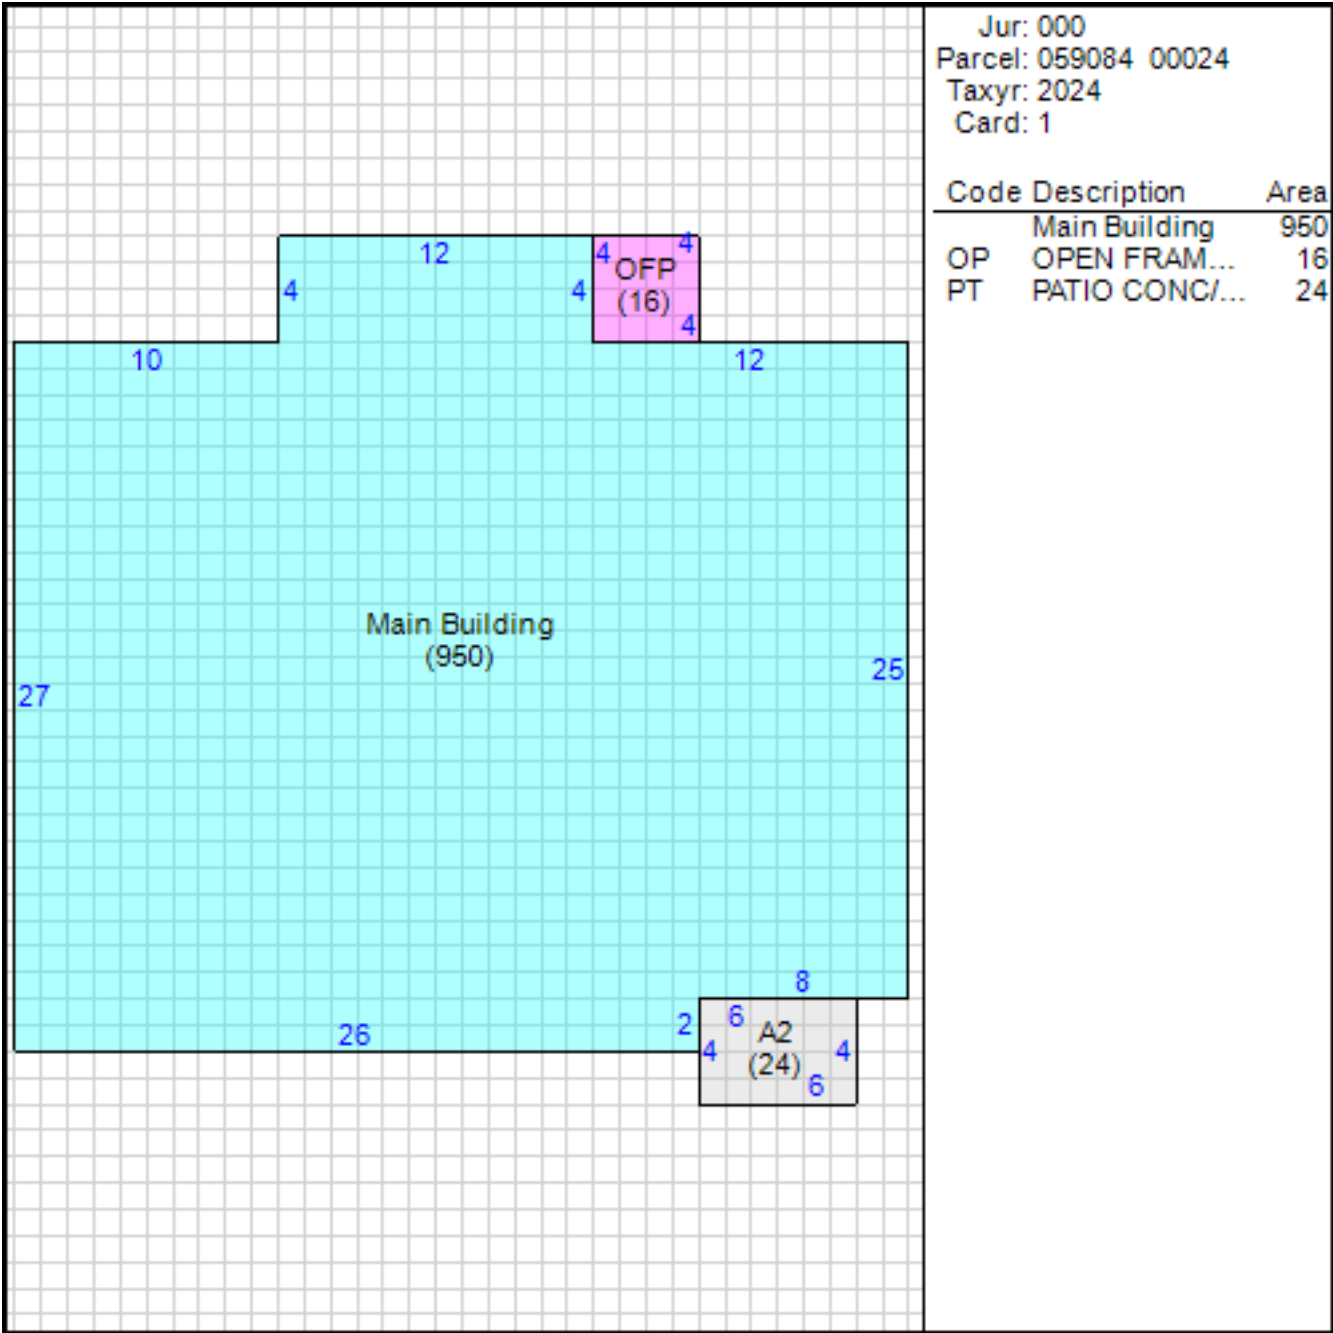 Jur: 000
Parcel: 059084 00024
Taxyr: 2024
Card: 1
Code Description Area
Main Building 950
OP OPEN FRAM... 16
PT PATIO CONC/... 24
12
4
4
4
4
OFP
(16)
4
10
12
Main Building
(950)
27
25
8
26
2
6
A2
(24)
4
4
6